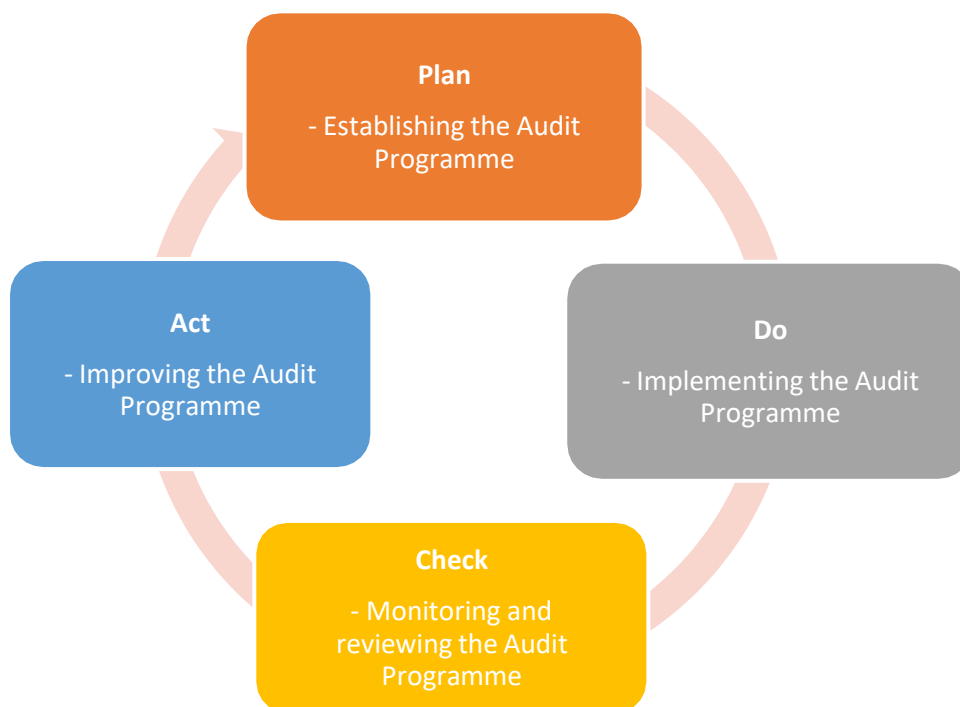 Plan
- Establishing the Audit
Programme
Act
- Improving the Audit
Programme
Do
- Implementing the Audit
Programme
Check
- Monitoring and
reviewing the Audit
Programme